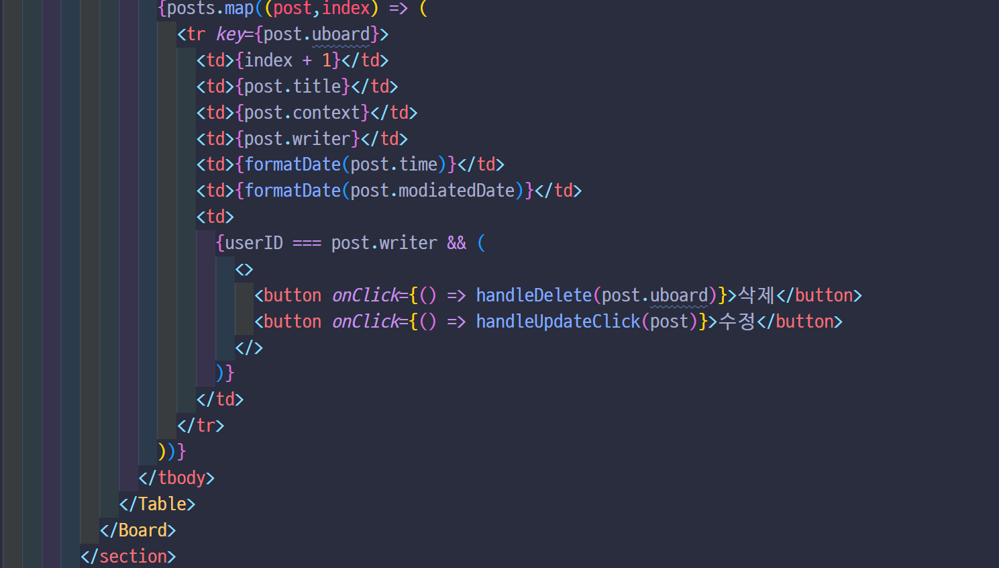 {posts.map((post,index) => (
<tr key={post.uboard}>
<td>{index + 1}</td>
<td>{post.title}</td>
<td>{post.context}</td>
<td>{post.writer}</td>
<td>{formatDate(post.time)}</td>
<td>{formatDate(post.modiatedDate)}</td>
<td>
{userID === post.writer && (
<>
<button onClick={() => handleDelete(post.uboard)}>삭제</button>
<button onClick={() => handleUpdateClick(post)}>수정</button>
</>
)}
</td>
</tr>
))}
</tbody>
</Table>
</Board>
</section>